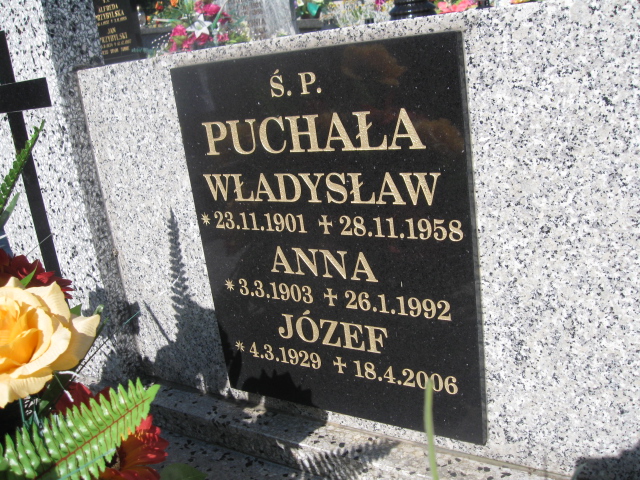 Ś. P.
PUCHAŁA
WŁADYSŁAW
* 23.11.1901 ✝ 28.11.1958
ANNA
* 3.3.1903 ✝ 26.1.1992
JÓZEF
* 4.3.1929 ✝ 18.4.2006